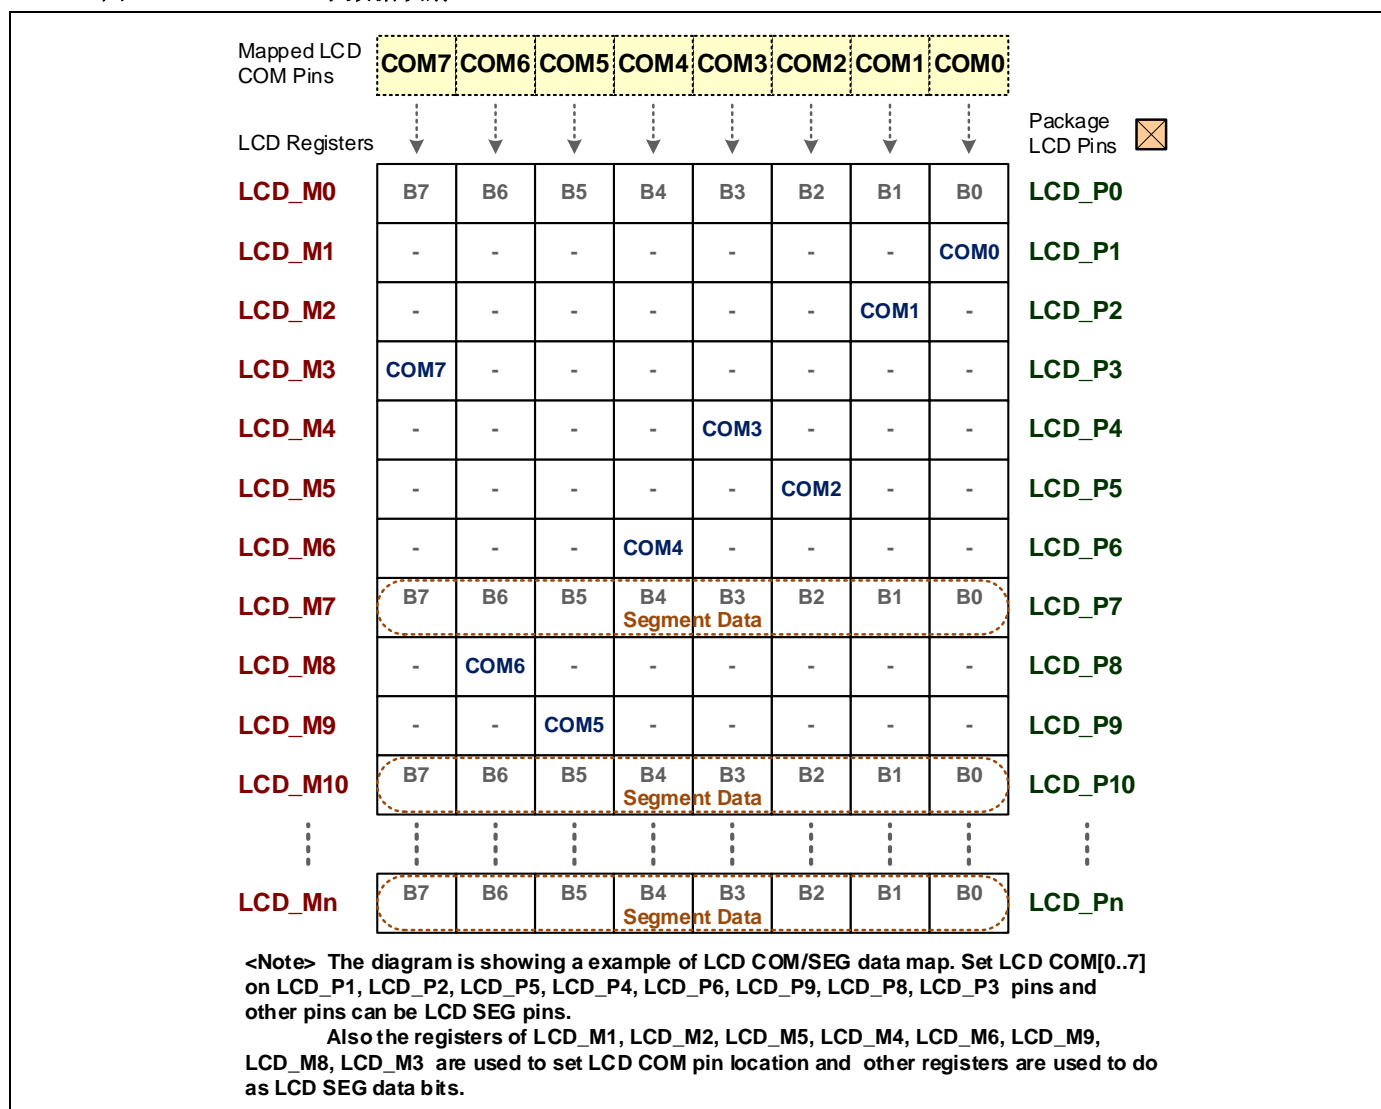 Mapped LCD
COM Pins
COM7 COM6 COM5 COM4 COM3 COM2 COM1 COM0
LCD Registers
Package
LCD Pins
LCD_M0 B7 B6 B5 B4 B3 B2 B1 B0 LCD_P0
LCD_M1 - - - - - - - COM0 LCD_P1
LCD_M2 - - - - - - COM1 - LCD_P2
LCD_M3 COM7 - - - - - - - LCD_P3
LCD_M4 - - - - COM3 - - - LCD_P4
LCD_M5 - - - - - COM2 - - LCD_P5
LCD_M6 - - - COM4 - - - - LCD_P6
LCD_M7 B7 B6 B5 B4 B3 B2 B1 B0 LCD_P7
Segment Data
LCD_M8 - COM6 - - - - - - LCD_P8
LCD_M9 - - COM5 - - - - - LCD_P9
LCD_M10 B7 B6 B5 B4 B3 B2 B1 B0 LCD_P10
Segment Data
LCD_Mn B7 B6 B5 B4 B3 B2 B1 B0 LCD_Pn
Segment Data
<Note> The diagram is showing a example of LCD COM/SEG data map. Set LCD COM[0..7]
on LCD_P1, LCD_P2, LCD_P5, LCD_P4, LCD_P6, LCD_P9, LCD_P8, LCD_P3 pins and
other pins can be LCD SEG pins.
Also the registers of LCD_M1, LCD_M2, LCD_M5, LCD_M4, LCD_M6, LCD_M9,
LCD_M8, LCD_M3 are used to set LCD COM pin location and other registers are used to do
as LCD SEG data bits.